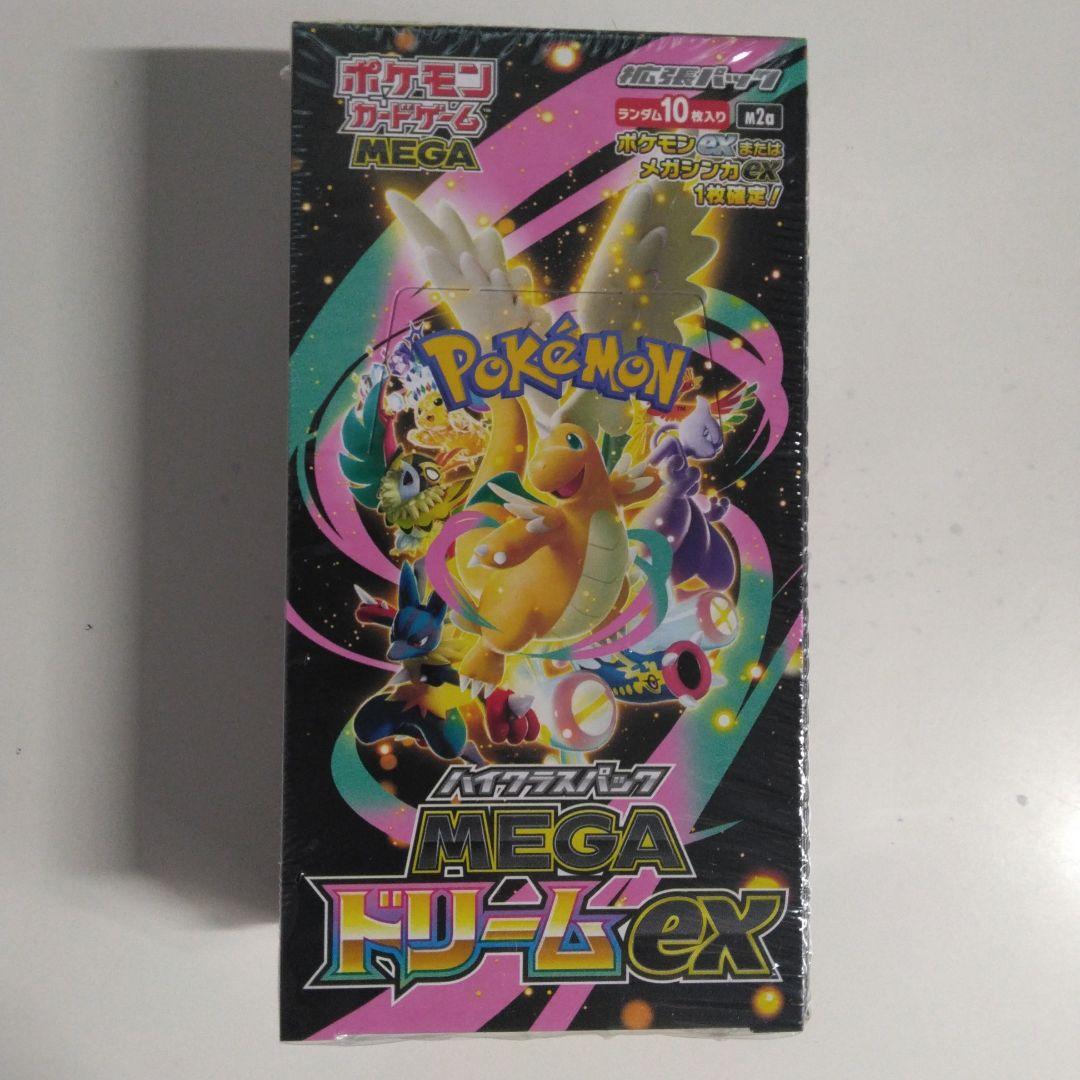 ポケモン
カードゲーム
MEGA
拡張パック
ランダム10枚入り
m2a
ポケモンexまたは
メガシンカex
1枚確定!
POKéMON
TM
ハイクラスパック
MEGA
ドリームex